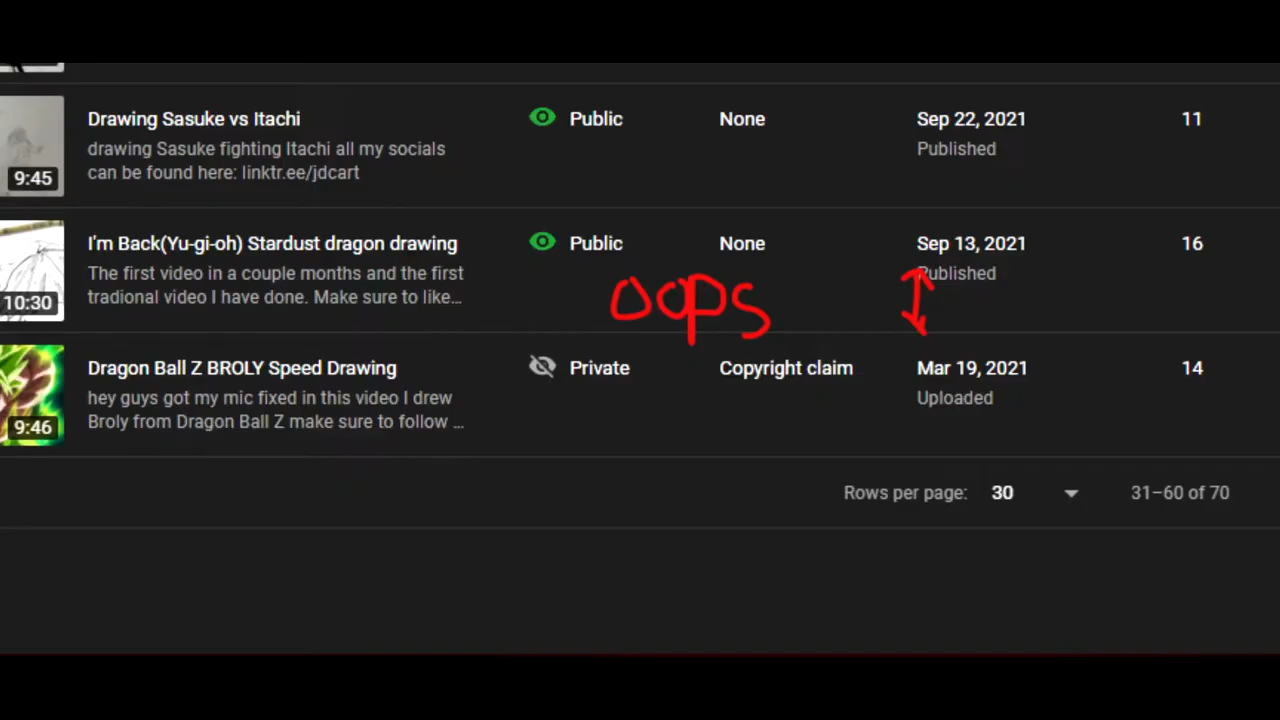 Drawing Sasuke vs Itachi Public None Sep 22, 2021 11
drawing Sasuke fighting Itachi all my socials Published
can be found here: linktr.ee/jdcart
9:45
I'm Back(Yu-gi-oh) Stardust dragon drawing Public None Sep 13, 2021 16
The first video in a couple months and the first Published
tradional video I have done. Make sure to like...
10:30
oops
Dragon Ball Z BROLY Speed Drawing Private Copyright claim Mar 19, 2021 14
hey guys got my mic fixed in this video I drew Uploaded
Broly from Dragon Ball Z make sure to follow ...
9:46
Rows per page: 30 31–60 of 70